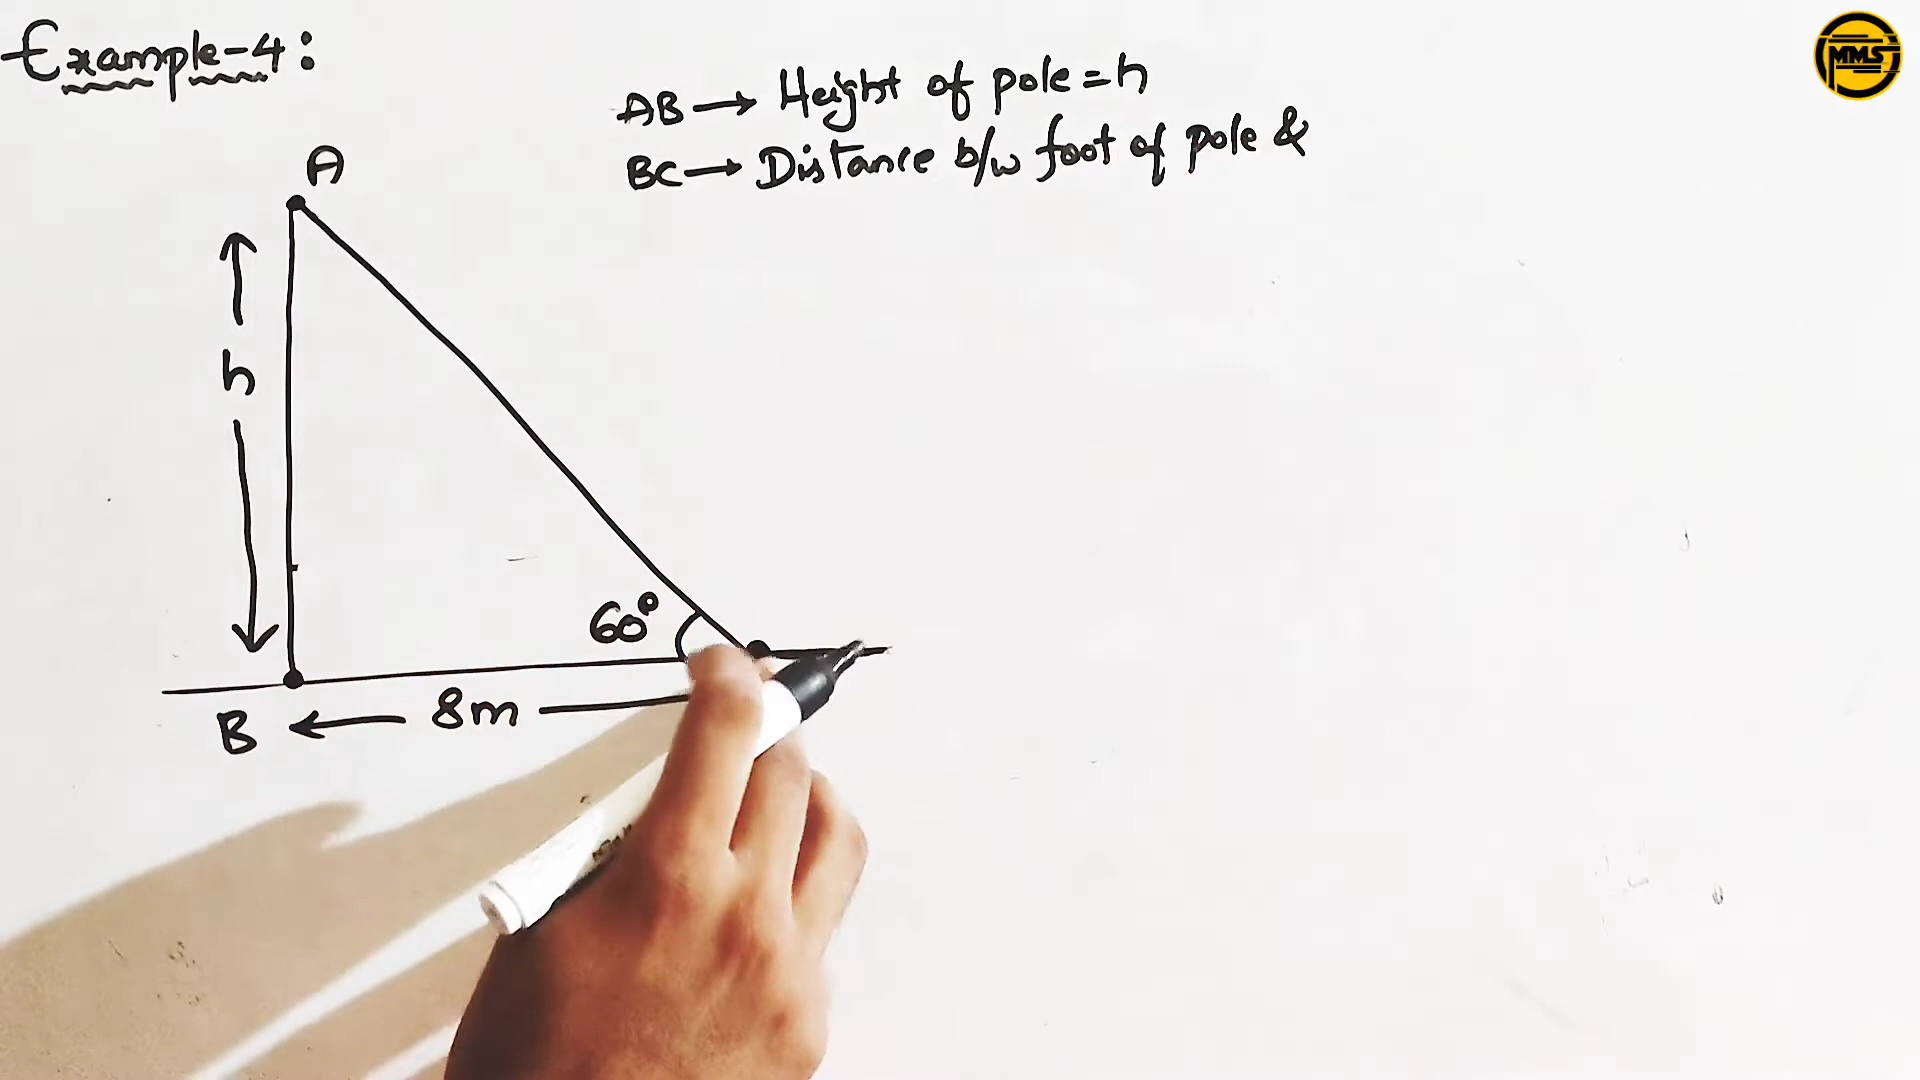 Example-4:
MMS
AB → Height of pole = h
BC → Distance b/w foot of pole &
A
h
60°
B ← 8m